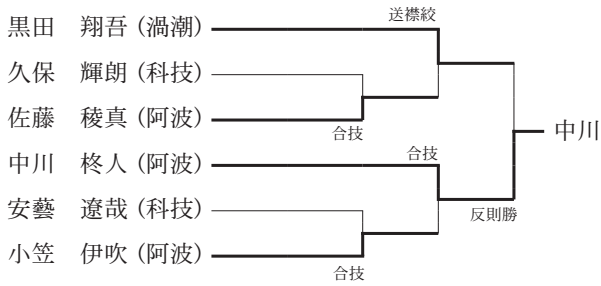 送襟絞
黒田 翔吾 (渦潮)
久保 輝朗 (科技)
佐藤 稜真 (阿波)
合技
中川
合技
中川 柊人 (阿波)
安藝 遼哉 (科技)
反則勝
小笠 伊吹 (阿波)
合技